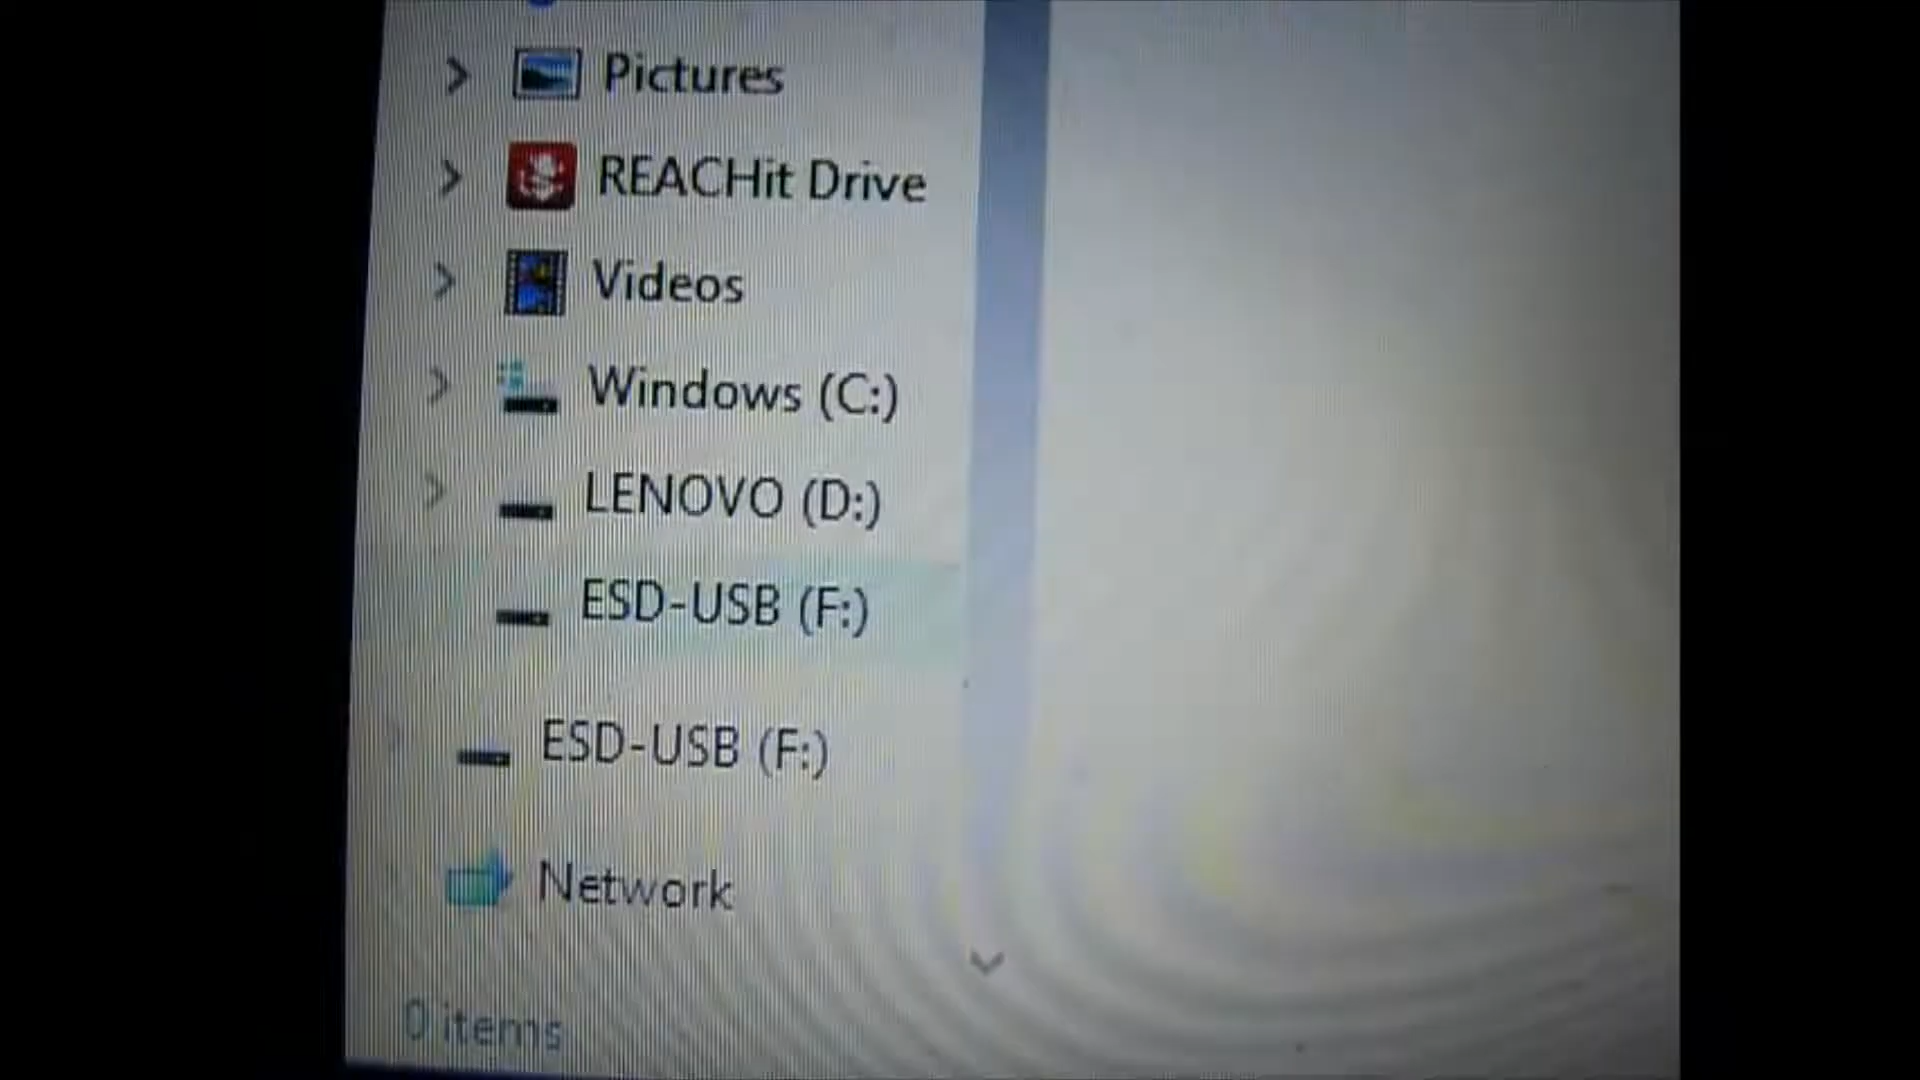 Pictures
REACHit Drive
Videos
Windows (C:)
LENOVO (D:)
ESD-USB (F:)
ESD-USB (F:)
Network
0 items